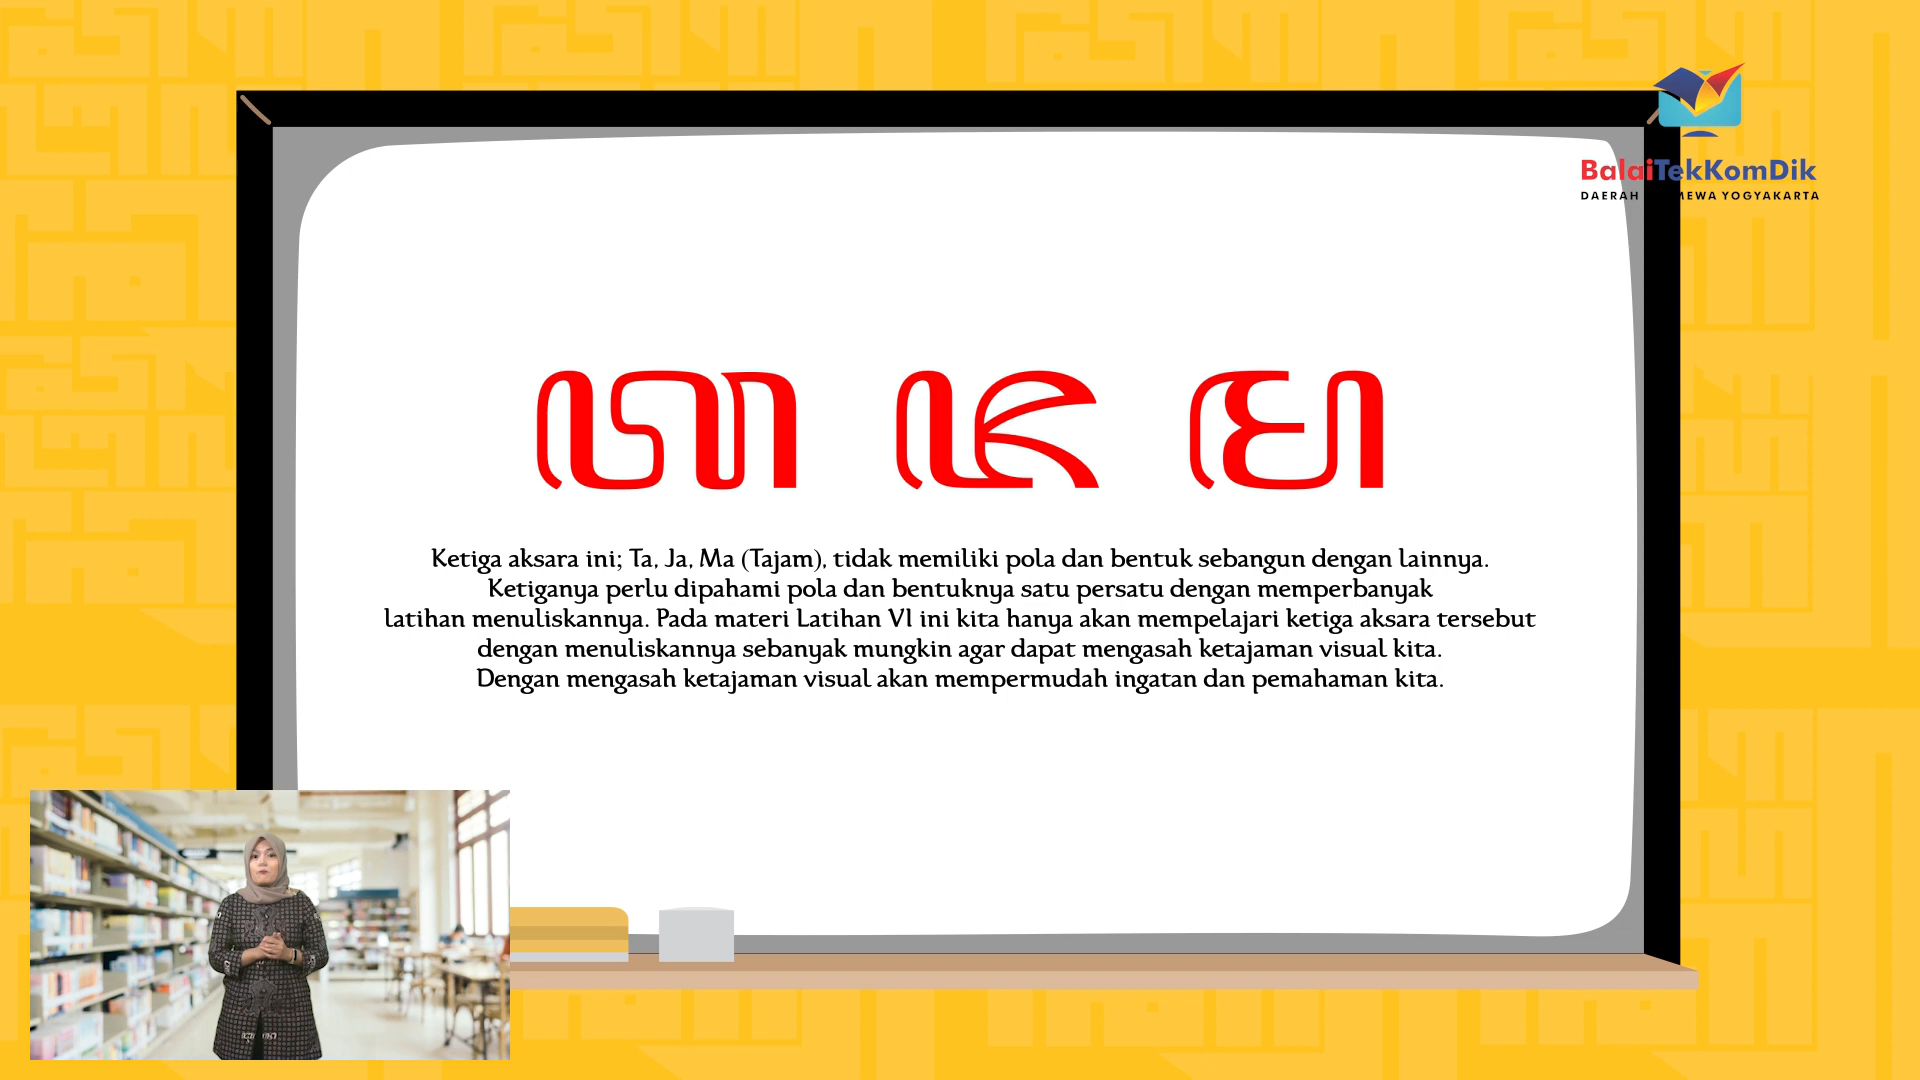 BalaiTekKomDik
ꦠ ꦗ ꦩ
Ketiga aksara ini; Ta, Ja, Ma (Tajam), tidak memiliki pola dan bentuk sebangun dengan lainnya.
Ketiganya perlu dipahami pola dan bentuknya satu persatu dengan memperbanyak
latihan menuliskannya. Pada materi Latihan VI ini kita hanya akan mempelajari ketiga aksara tersebut
dengan menuliskannya sebanyak mungkin agar dapat mengasah ketajaman visual kita.
Dengan mengasah ketajaman visual akan mempermudah ingatan dan pemahaman kita.
DAERAH YOGYAKARTA